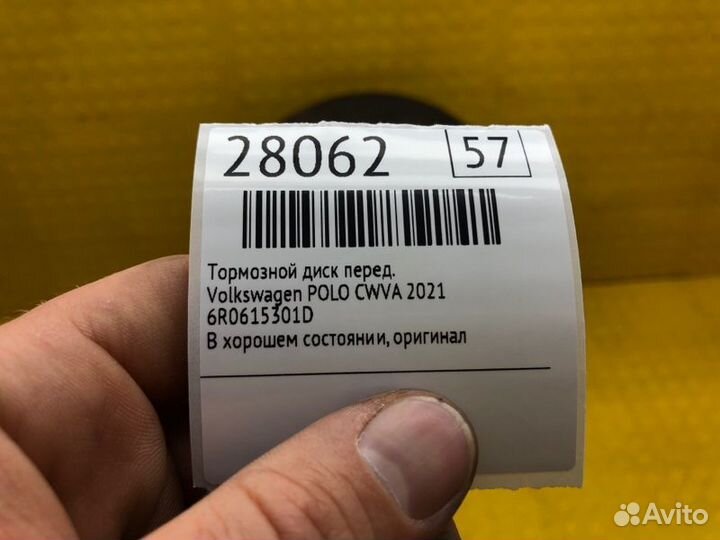 28062 57
Тормозной диск перед.
Volkswagen POLO CWVA 2021
6R0615301D
В хорошем состоянии, оригинал
Avito